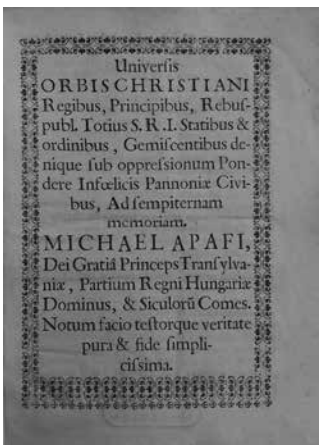 Univerſis
ORBIS CHRISTIANI
Regibus, Principibus, Rebuſ-
publ. Totius S. R. I. Statibus &
ordinibus, Gemiſcentibus de-
nique ſub oppreſsionum Pon-
dere Infœlicis Pannoniæ Civi-
bus, Ad ſempiternam
memoriam.
MICHAEL APAFI,
Dei Gratiâ Princeps Tranſylva-
niæ, Partium Regni Hungariæ
Dominus, & Siculorũ Comes.
Notum facio teſtorque veritate
pura & fide ſimpli-
ciſsima.